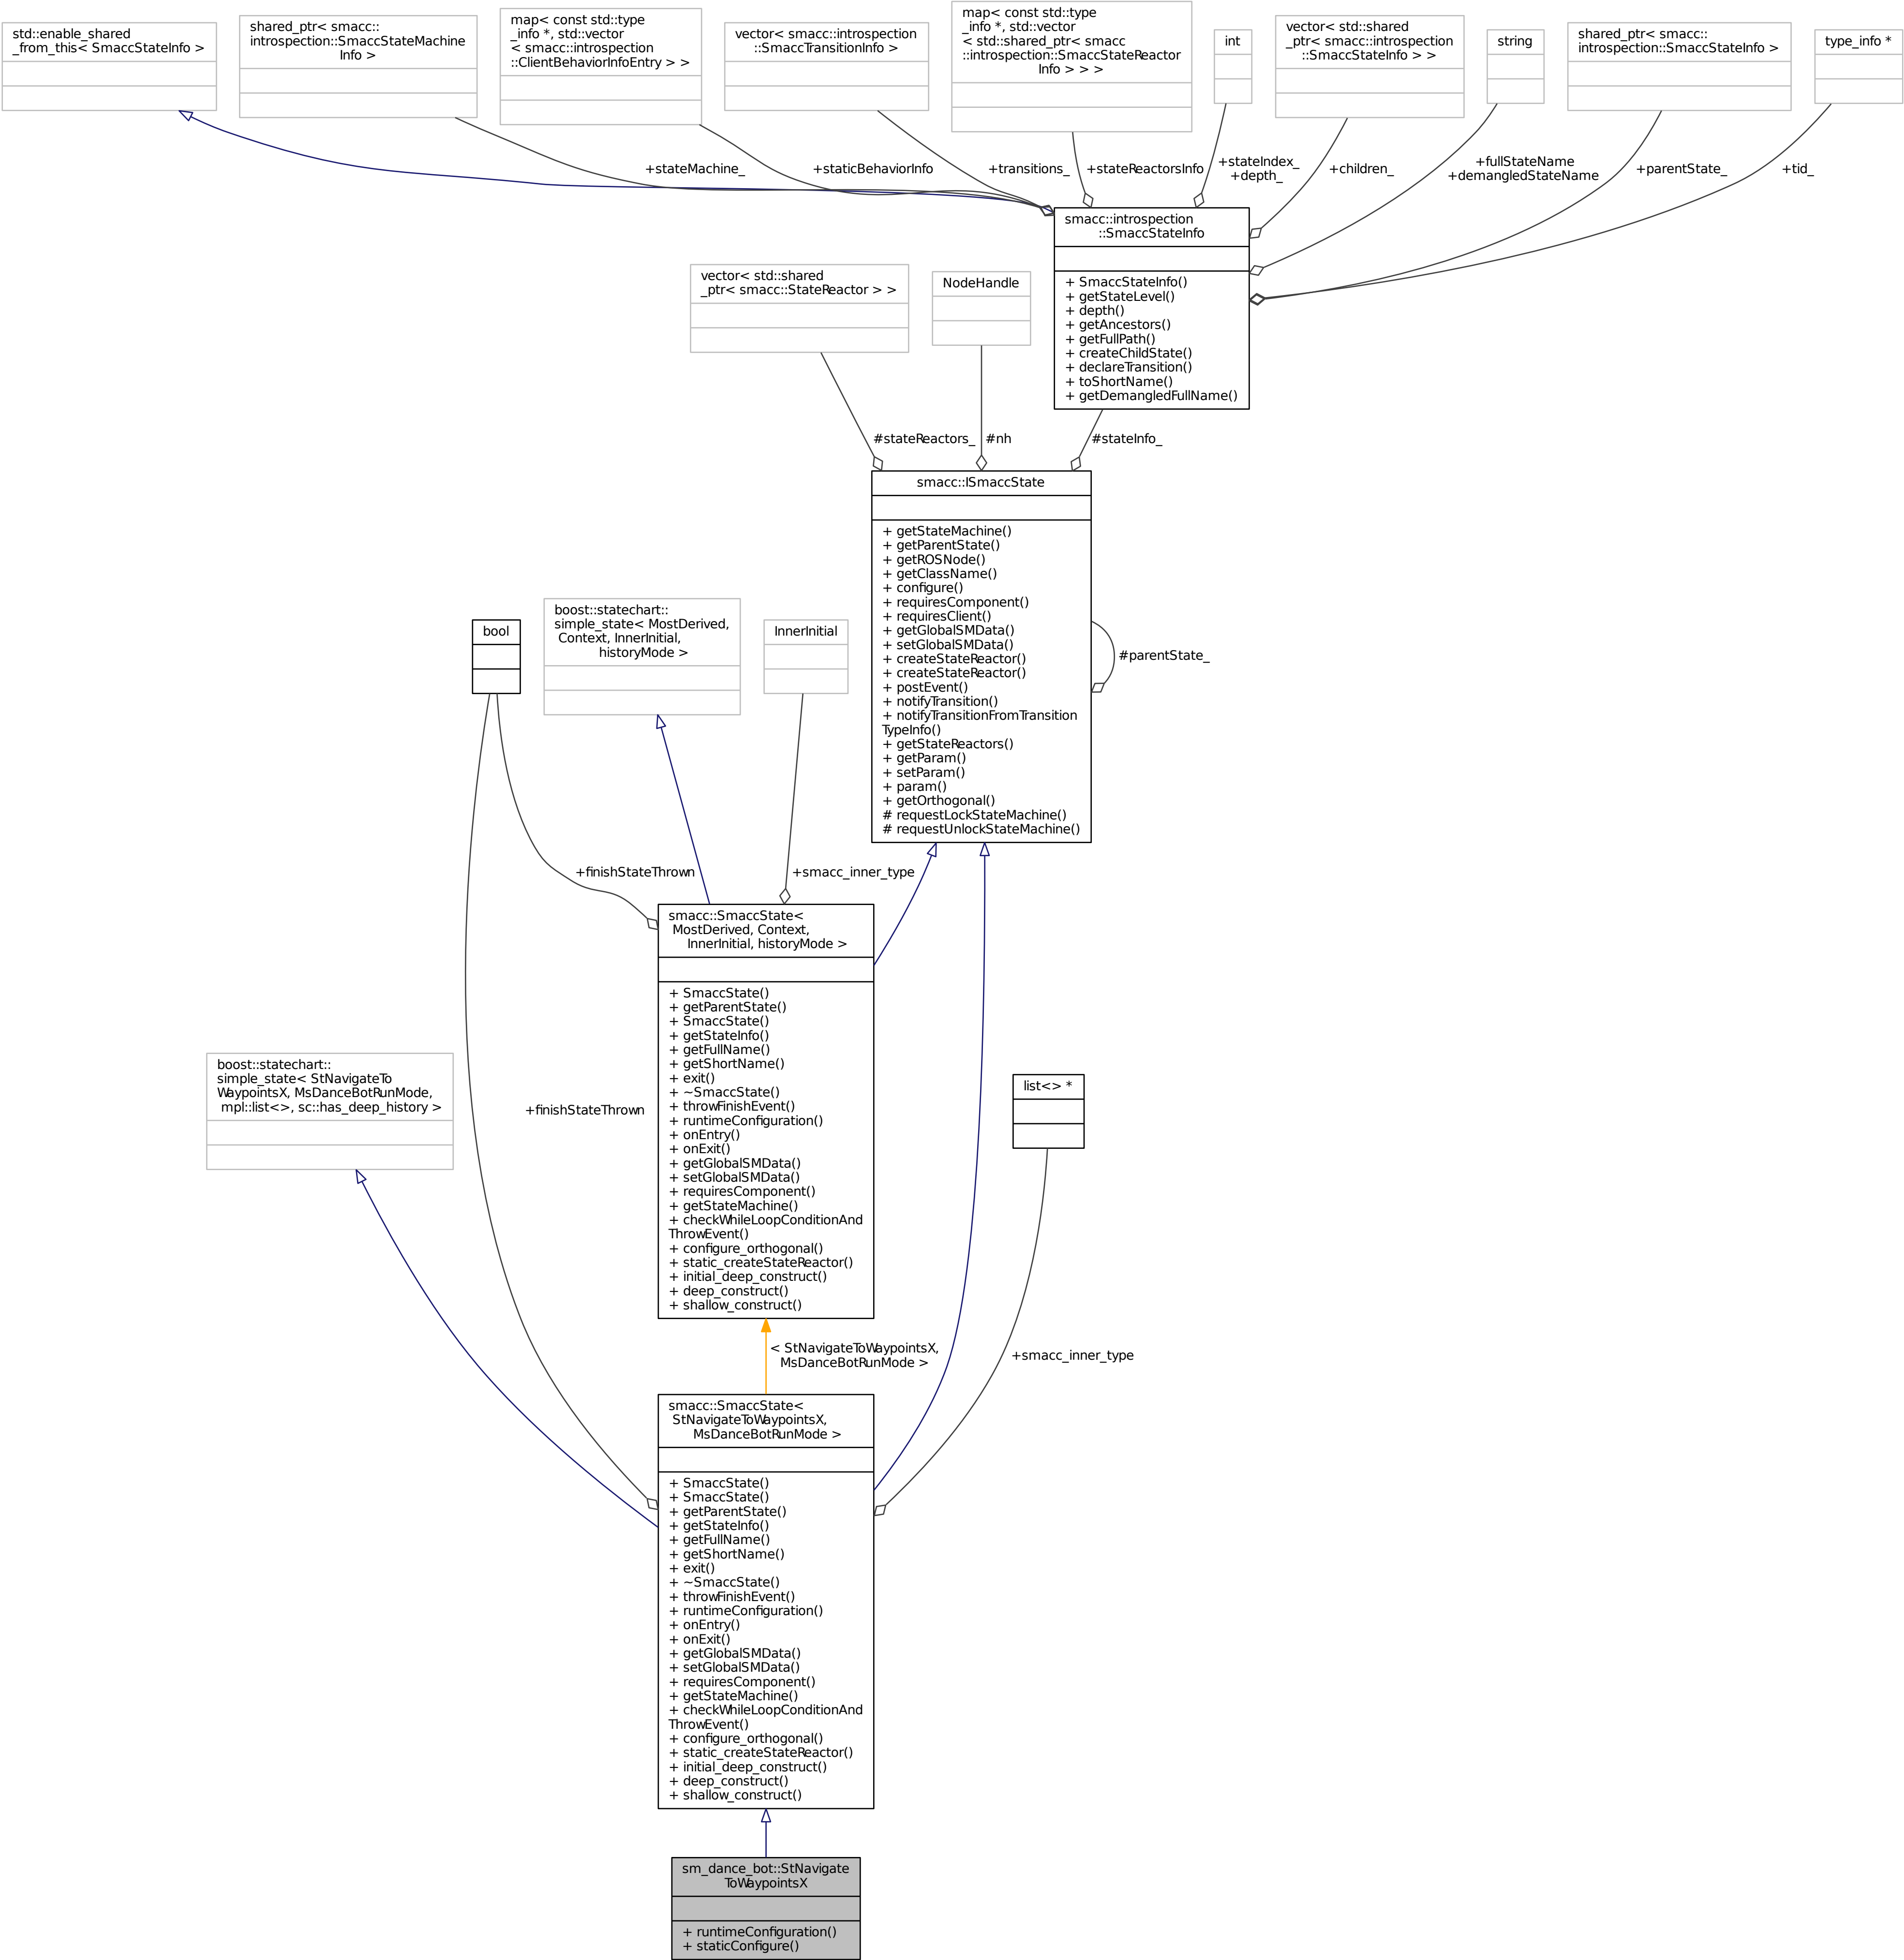 std::enable_shared
_from_this< SmaccStateInfo >
shared_ptr< smacc::
introspection::SmaccStateMachine
Info >
map< const std::type
_info *, std::vector
< smacc::introspection
::ClientBehaviorInfoEntry > >
vector< smacc::introspection
::SmaccTransitionInfo >
map< const std::type
_info *, std::vector
< std::shared_ptr< smacc
::introspection::SmaccStateReactor
Info > > >
int
vector< std::shared
_ptr< smacc::introspection
::SmaccStateInfo > >
string
shared_ptr< smacc::
introspection::SmaccStateInfo >
type_info *
+stateMachine_
+staticBehaviorInfo
+transitions_
+stateReactorsInfo
+stateIndex_
+depth_
+children_
+fullStateName
+demangledStateName
+parentState_
+tid_
smacc::introspection
::SmaccStateInfo
+ SmaccStateInfo()
+ getStateLevel()
+ depth()
+ getAncestors()
+ getFullPath()
+ createChildState()
+ declareTransition()
+ toShortName()
+ getDemangledFullName()
vector< std::shared
_ptr< smacc::StateReactor > >
NodeHandle
#stateReactors_
#nh
#stateInfo_
smacc::ISmaccState
+ getStateMachine()
+ getParentState()
+ getROSNode()
+ getClassName()
+ configure()
+ requiresComponent()
+ requiresClient()
+ getGlobalSMData()
+ setGlobalSMData()
+ createStateReactor()
+ createStateReactor()
+ postEvent()
+ notifyTransition()
+ notifyTransitionFromTransition
TypeInfo()
+ getStateReactors()
+ getParam()
+ setParam()
+ param()
+ getOrthogonal()
# requestLockStateMachine()
# requestUnlockStateMachine()
#parentState_
bool
boost::statechart::
simple_state< MostDerived,
Context, InnerInitial,
historyMode >
InnerInitial
+finishStateThrown
+smacc_inner_type
smacc::SmaccState<
MostDerived, Context,
InnerInitial, historyMode >
+ SmaccState()
+ getParentState()
+ SmaccState()
+ getStateInfo()
+ getFullName()
+ getShortName()
+ exit()
+ ~SmaccState()
+ throwFinishEvent()
+ runtimeConfiguration()
+ onEntry()
+ onExit()
+ getGlobalSMData()
+ setGlobalSMData()
+ requiresComponent()
+ getStateMachine()
+ checkWhileLoopConditionAnd
ThrowEvent()
+ configure_orthogonal()
+ static_createStateReactor()
+ initial_deep_construct()
+ deep_construct()
+ shallow_construct()
boost::statechart::
simple_state< StNavigateTo
WaypointsX, MsDanceBotRunMode,
mpl::list<>, sc::has_deep_history >
+finishStateThrown
list<> *
< StNavigateToWaypointsX,
MsDanceBotRunMode >
+smacc_inner_type
smacc::SmaccState<
StNavigateToWaypointsX,
MsDanceBotRunMode >
+ SmaccState()
+ SmaccState()
+ getParentState()
+ getStateInfo()
+ getFullName()
+ getShortName()
+ exit()
+ ~SmaccState()
+ throwFinishEvent()
+ runtimeConfiguration()
+ onEntry()
+ onExit()
+ getGlobalSMData()
+ setGlobalSMData()
+ requiresComponent()
+ getStateMachine()
+ checkWhileLoopConditionAnd
ThrowEvent()
+ configure_orthogonal()
+ static_createStateReactor()
+ initial_deep_construct()
+ deep_construct()
+ shallow_construct()
sm_dance_bot::StNavigate
ToWaypointsX
+ runtimeConfiguration()
+ staticConfigure()